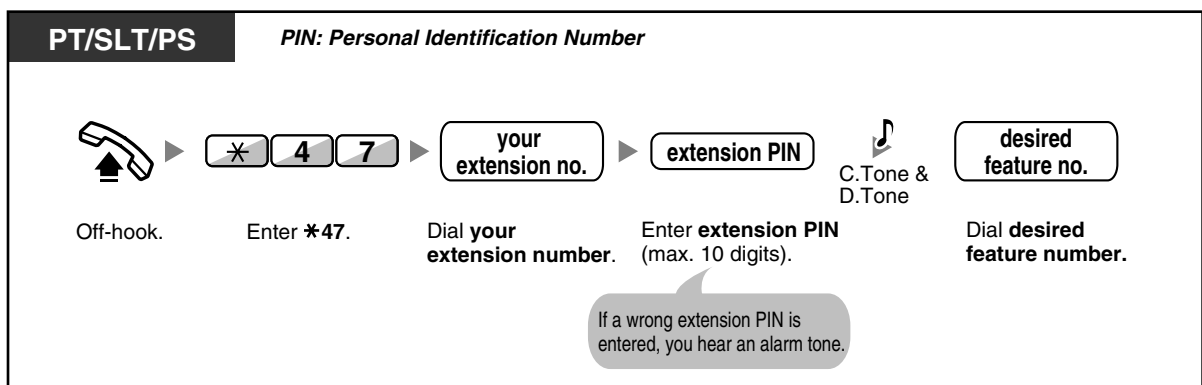 PT/SLT/PS
PIN: Personal Identification Number
* 4 7
your
extension no.
extension PIN
C.Tone &
D.Tone
desired
feature no.
Off-hook.
Enter *47.
Dial your
extension number.
Enter extension PIN
(max. 10 digits).
Dial desired
feature number.
If a wrong extension PIN is
entered, you hear an alarm tone.